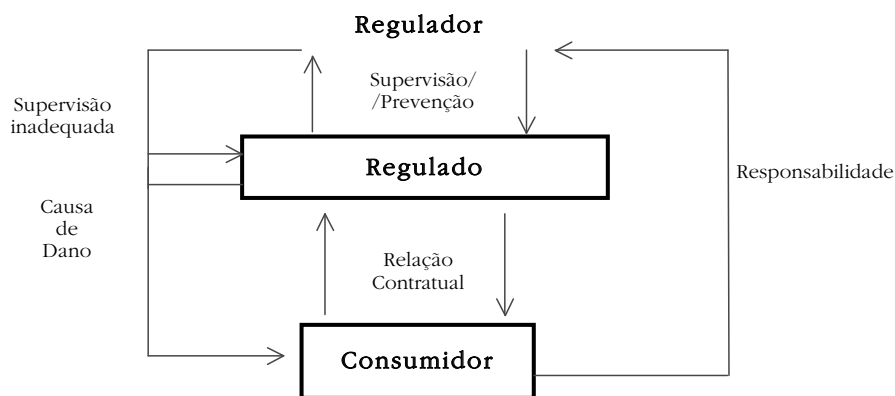 Regulador
Supervisão/
/Prevenção
Supervisão
inadequada
Regulado
Responsabilidade
Causa
de
Dano
Relação
Contratual
Consumidor